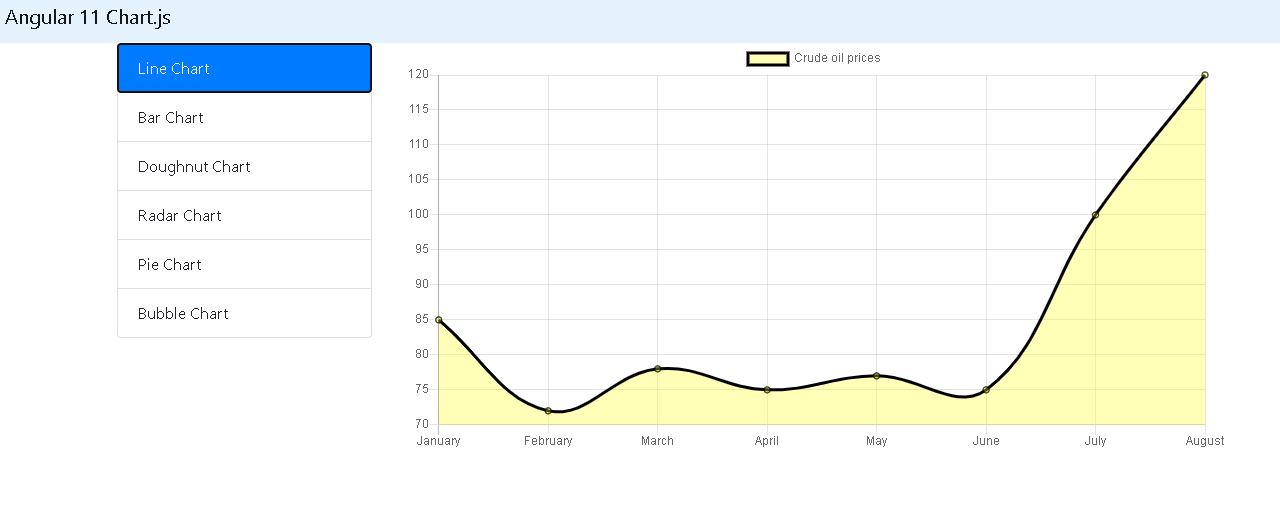 Angular 11 Chart.js
Line Chart
Bar Chart
Doughnut Chart
Radar Chart
Pie Chart
Bubble Chart
Crude oil prices
120
115
110
105
100
95
90
85
80
75
70
January February March April May June July August